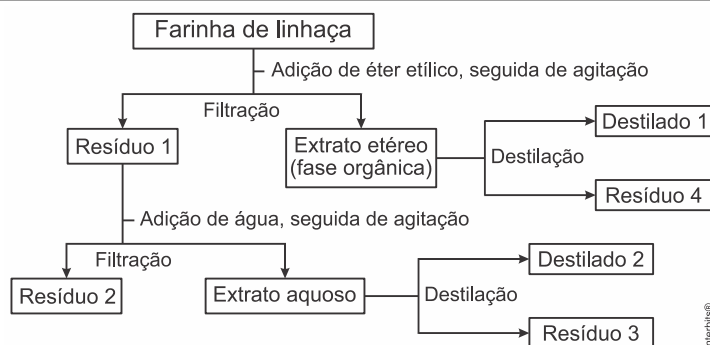 Farinha de linhaça
Adição de éter etílico, seguida de agitação
Filtração
Resíduo 1
Extrato etéreo
(fase orgânica)
Destilação
Destilado 1
Resíduo 4
Adição de água, seguida de agitação
Filtração
Resíduo 2
Extrato aquoso
Destilação
Destilado 2
Resíduo 3